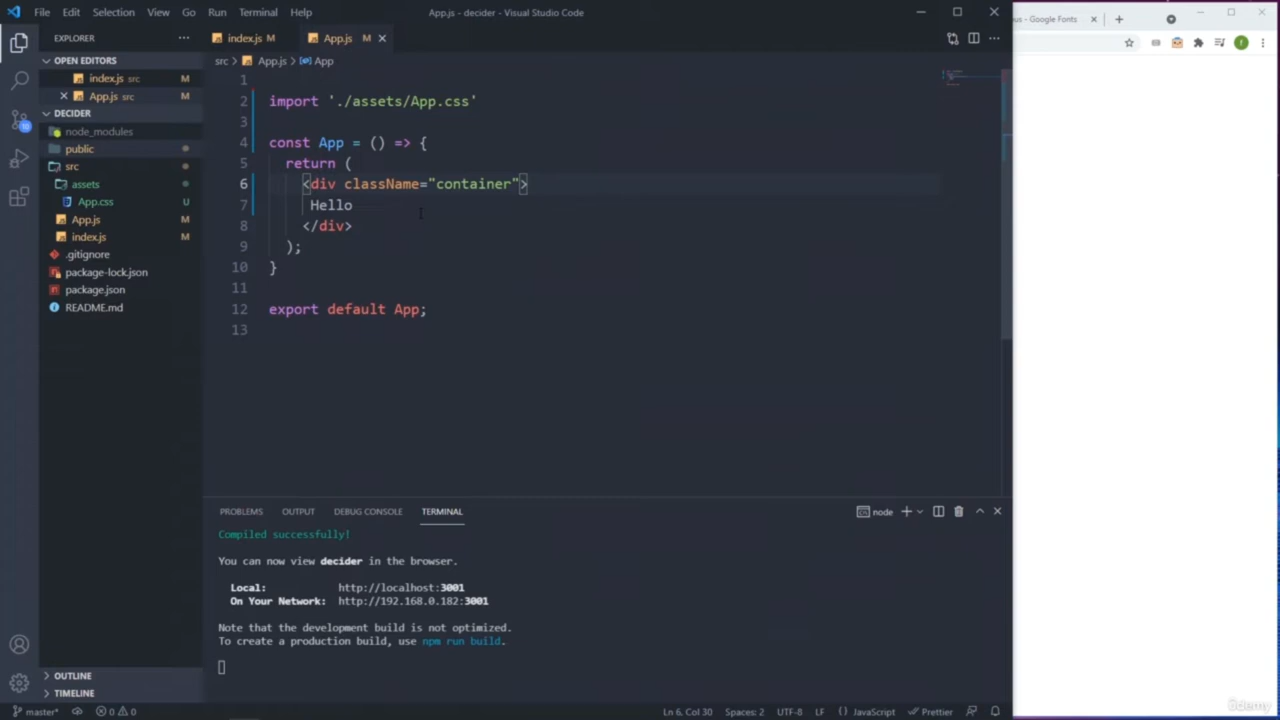 File Edit Selection View Go Run Terminal Help
App.js - decider - Visual Studio Code
us - Google Fonts
EXPLORER
index.js M
App.js M
OPEN EDITORS
src > App.js > App
index.js src M
App.js src M
DECIDER
node_modules
public
src
assets
App.css U
App.js M
index.js M
.gitignore
package-lock.json
package.json
README.md
1
2 import './assets/App.css'
3
4 const App = () => {
5 return (
6 <div className="container">
7 Hello
8 </div>
9 );
10 }
11
12 export default App;
13
PROBLEMS OUTPUT DEBUG CONSOLE TERMINAL
node
Compiled successfully!
You can now view decider in the browser.
Local: http://localhost:3001
On Your Network: http://192.168.0.182:3001
Note that the development build is not optimized.
To create a production build, use npm run build.
OUTLINE
TIMELINE
master* 0 0
Ln 6, Col 30 Spaces: 2 UTF-8 LF JavaScript Prettier
ûdemy